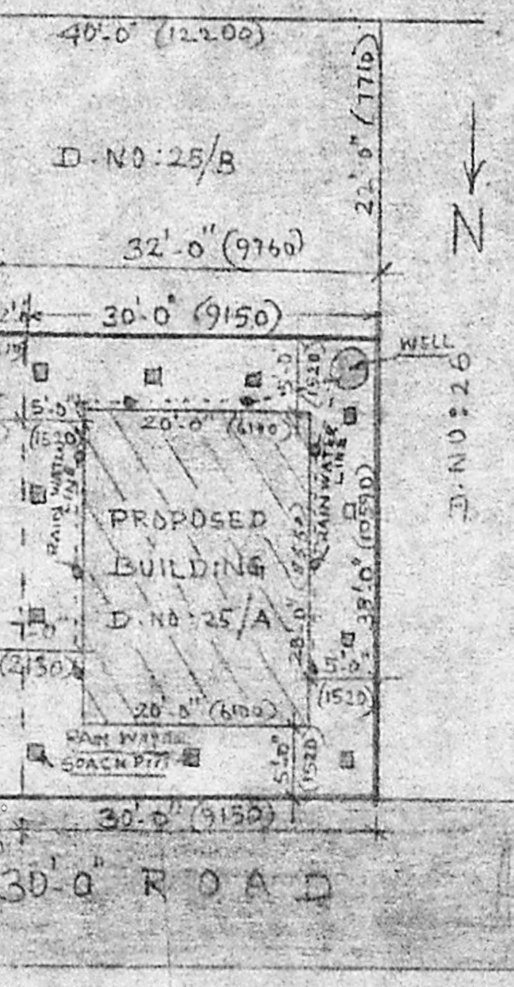 40'-0" (12200)
22'-0" (7710)
D.NO:25/B
N
32'-0" (9760)
30'-0" (9150)
WELL
5'-0"
(1520)
D.NO:26
5'-0"
(1520)
20'-0" (6100)
RAIN WATER
LINE
RAIN WATER
LINE
PROPOSED
BUILDING
D.NO:25/A
28'-0"
38'-0" (10590)
5'-0"
(1520)
(2130)
20'-0" (6100)
RAIN WATER
SOACK PIT
5'-0"
(1520)
30'-0" (9150)
30'-0" ROAD